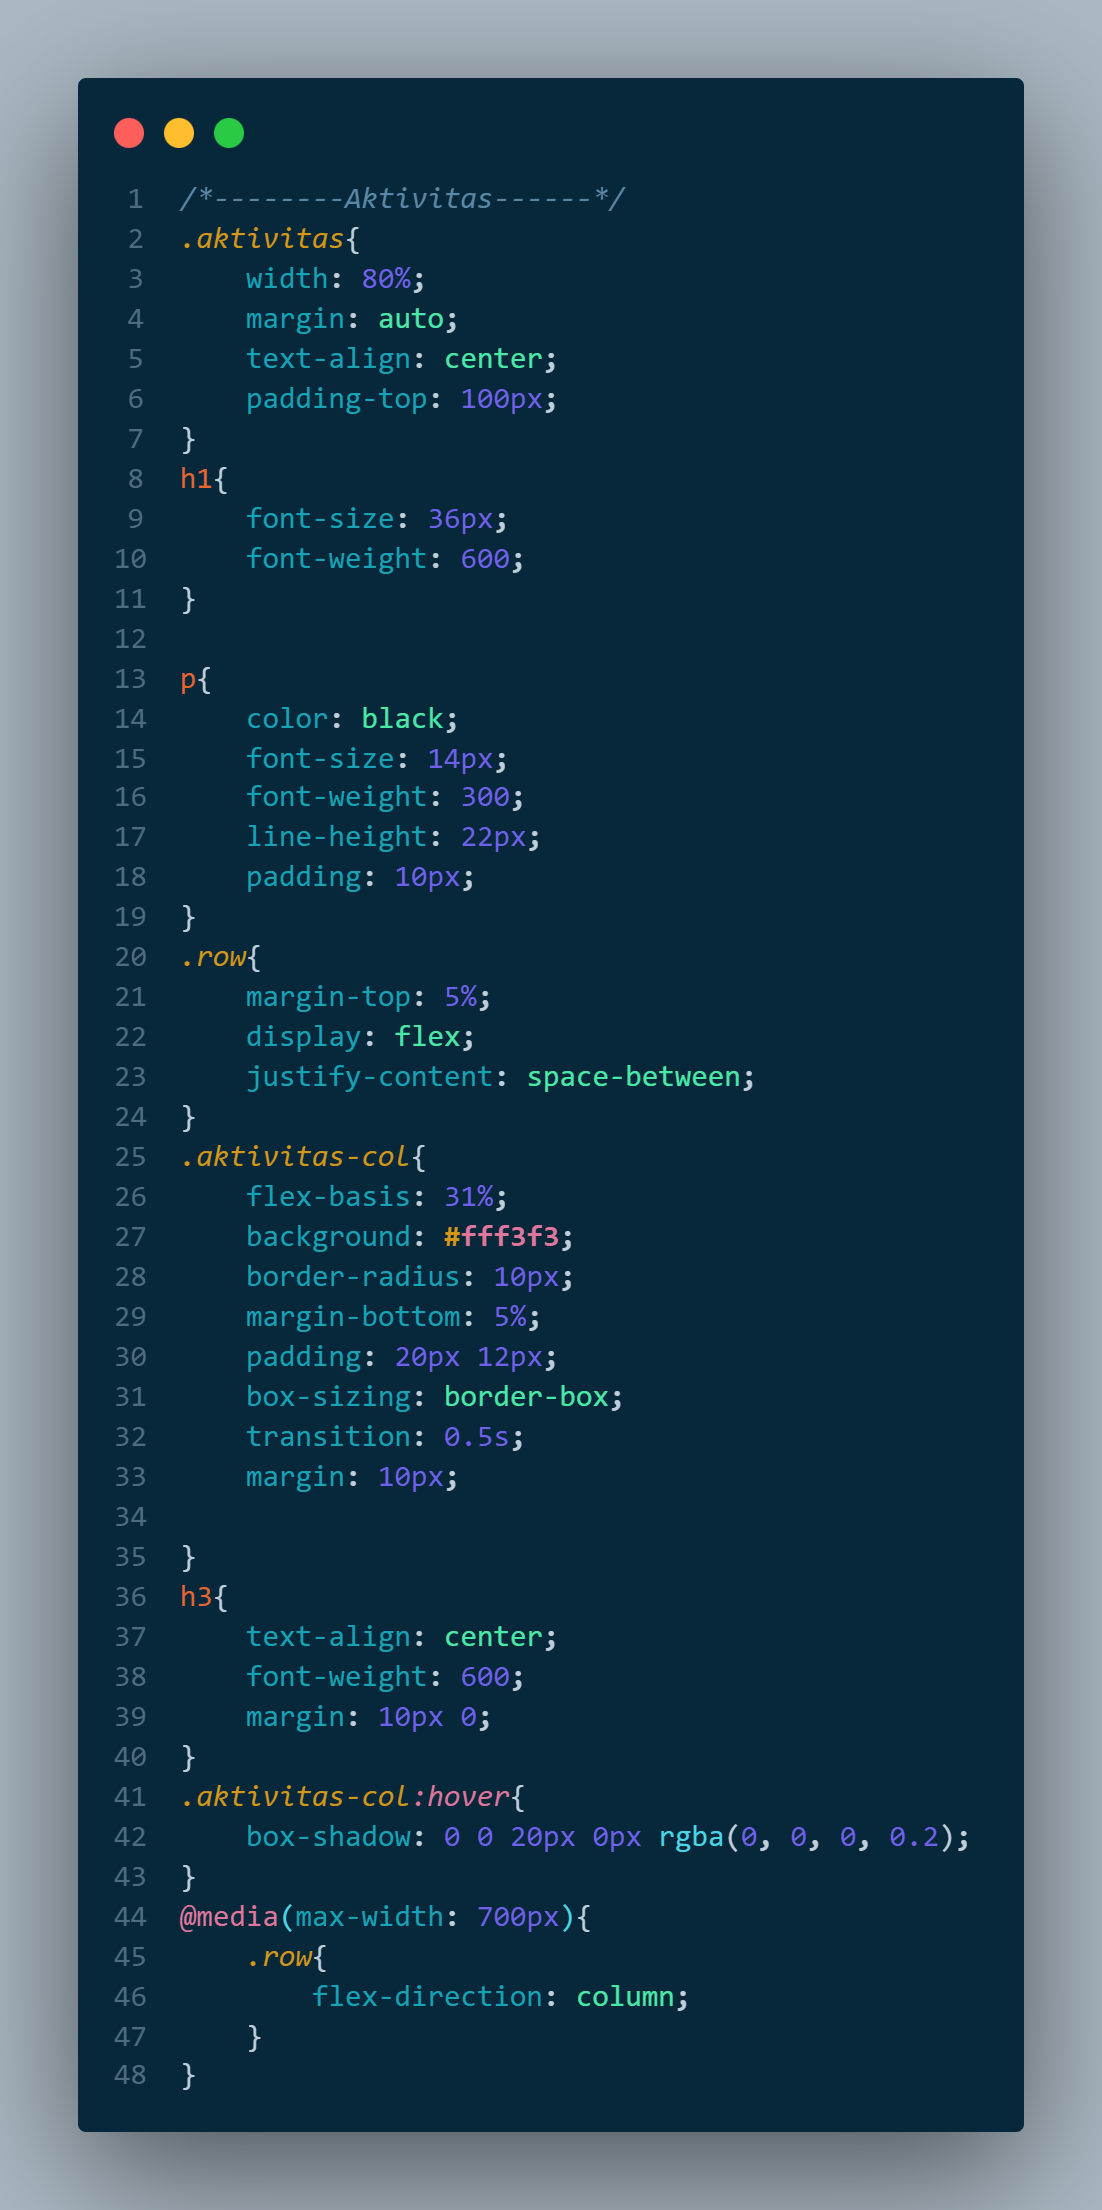 1 /*--------Aktivitas------*/
2 .aktivitas{
3     width: 80%;
4     margin: auto;
5     text-align: center;
6     padding-top: 100px;
7 }
8 h1{
9     font-size: 36px;
10     font-weight: 600;
11 }
12
13 p{
14     color: black;
15     font-size: 14px;
16     font-weight: 300;
17     line-height: 22px;
18     padding: 10px;
19 }
20 .row{
21     margin-top: 5%;
22     display: flex;
23     justify-content: space-between;
24 }
25 .aktivitas-col{
26     flex-basis: 31%;
27     background: #fff3f3;
28     border-radius: 10px;
29     margin-bottom: 5%;
30     padding: 20px 12px;
31     box-sizing: border-box;
32     transition: 0.5s;
33     margin: 10px;
34
35 }
36 h3{
37     text-align: center;
38     font-weight: 600;
39     margin: 10px 0;
40 }
41 .aktivitas-col:hover{
42     box-shadow: 0 0 20px 0px rgba(0, 0, 0, 0.2);
43 }
44 @media(max-width: 700px){
45     .row{
46         flex-direction: column;
47     }
48 }